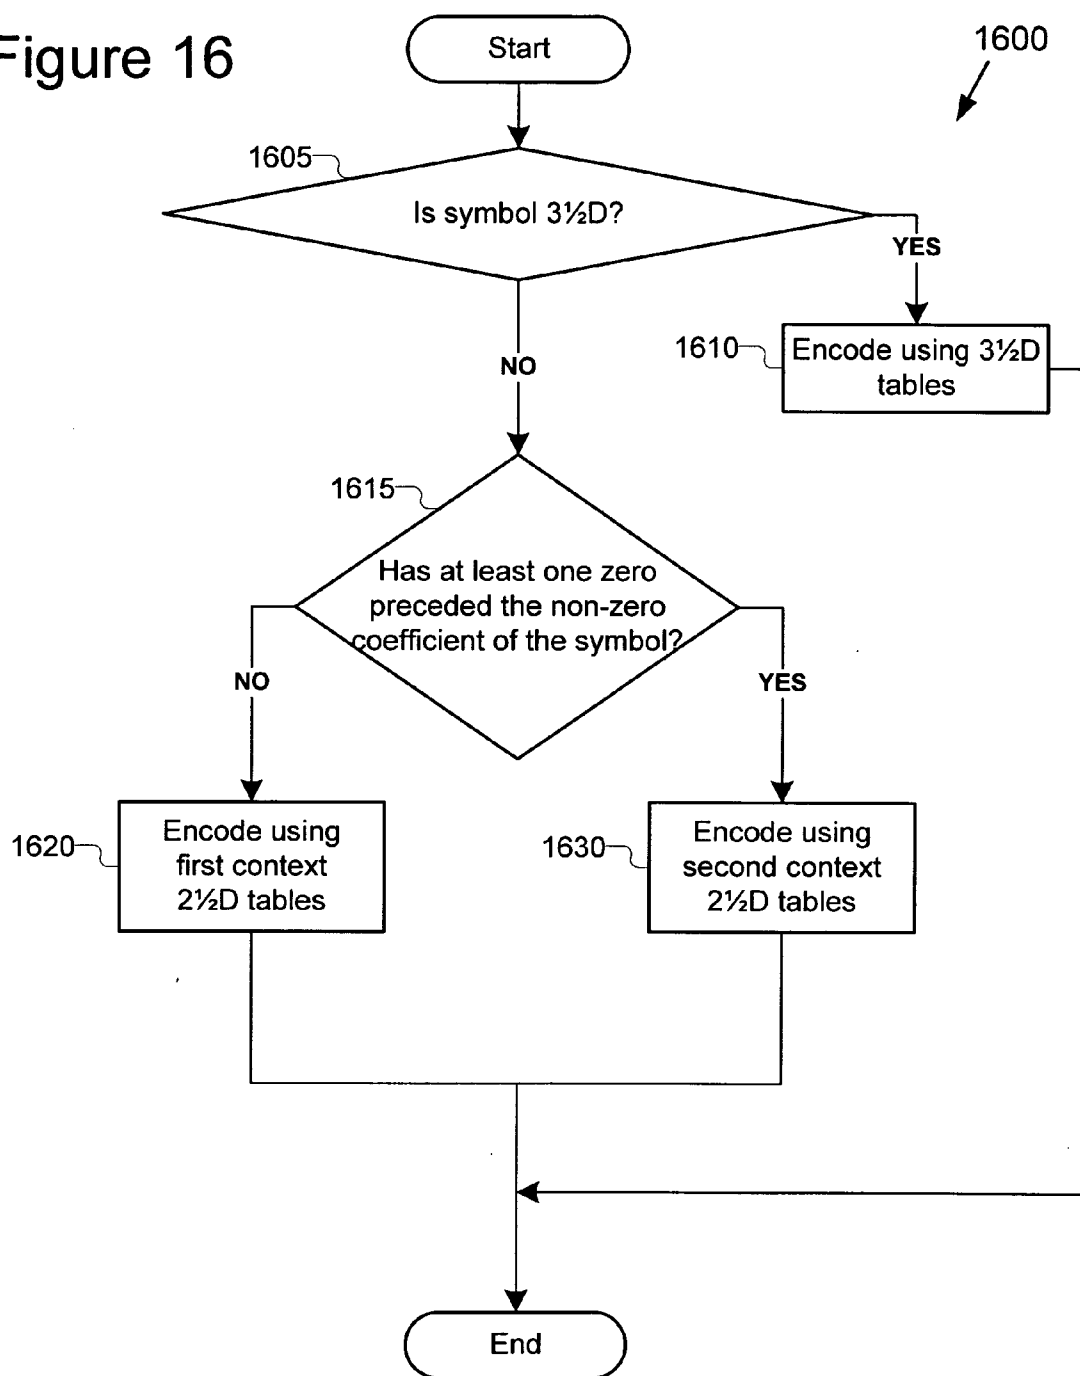 Figure 16
Start
1600
1605
Is symbol 3½D?
YES
1610
Encode using 3½D
tables
NO
1615
Has at least one zero
preceded the non-zero
coefficient of the symbol?
NO
YES
1620
Encode using
first context
2½D tables
1630
Encode using
second context
2½D tables
End